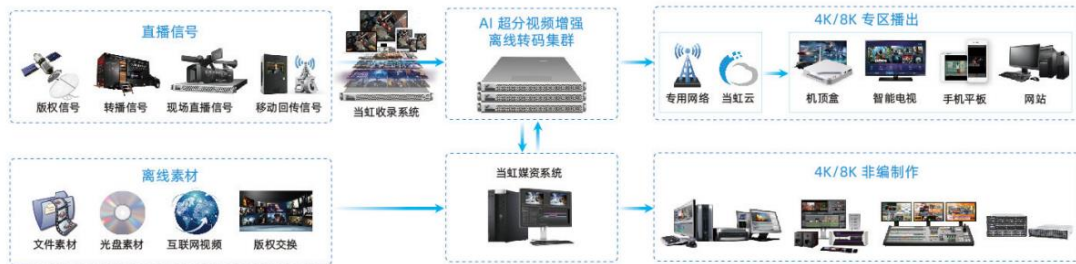 直播信号
版权信号
转播信号
现场直播信号
移动回传信号
当虹收录系统
AI 超分视频增强
离线转码集群
4K/8K 专区播出
专用网络
当虹云
机顶盒
智能电视
手机平板
网站
离线素材
文件素材
光盘素材
互联网视频
版权交换
当虹媒资系统
4K/8K 非编制作